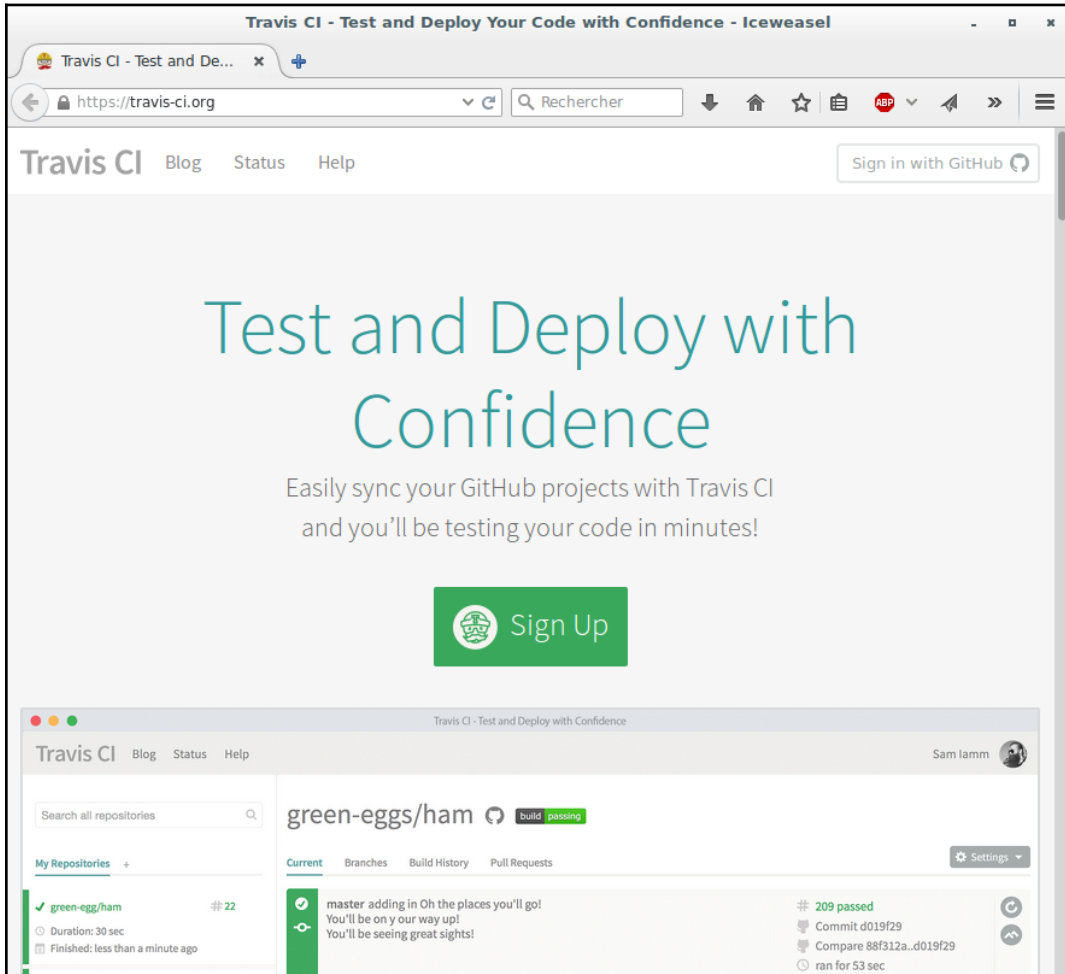 Travis CI - Test and Deploy Your Code with Confidence - Iceweasel
Travis CI - Test and De...
https://travis-ci.org
Rechercher
ABP
Travis CI Blog Status Help
Sign in with GitHub
Test and Deploy with
Confidence
Easily sync your GitHub projects with Travis CI
and you'll be testing your code in minutes!
Sign Up
Travis CI - Test and Deploy with Confidence
Travis CI Blog Status Help
Sam Iamm
Search all repositories
green-eggs/ham build passing
My Repositories +
Current Branches Build History Pull Requests
Settings
green-egg/ham # 22
Duration: 30 sec
Finished: less than a minute ago
master adding in Oh the places you'll go!
You'll be on y our way up!
You'll be seeing great sights!
# 209 passed
Commit d019f29
Compare 88f312a..d019f29
ran for 53 sec